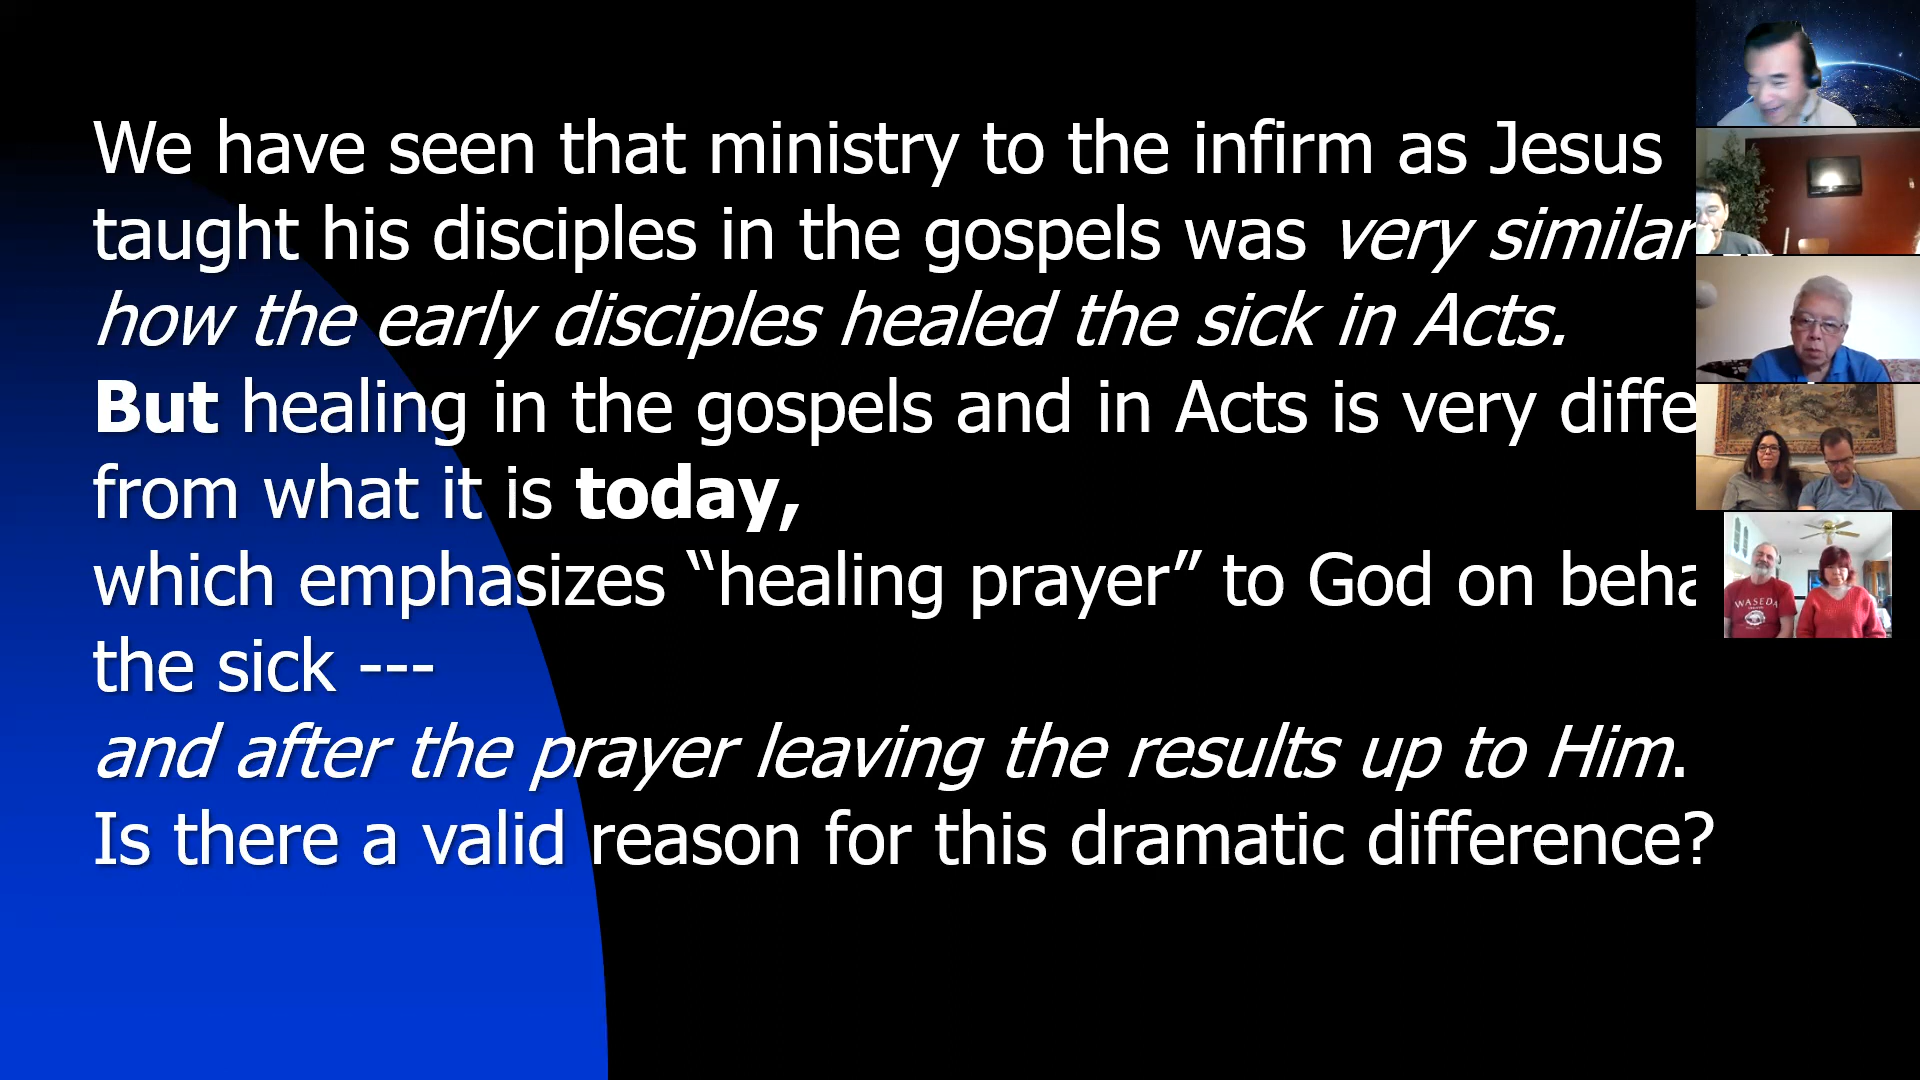 We have seen that ministry to the infirm as Jesus
taught his disciples in the gospels was very similar
how the early disciples healed the sick in Acts.
But healing in the gospels and in Acts is very diffe
from what it is today,
which emphasizes “healing prayer” to God on beha
the sick ---
and after the prayer leaving the results up to Him.
Is there a valid reason for this dramatic difference?
WASEDA